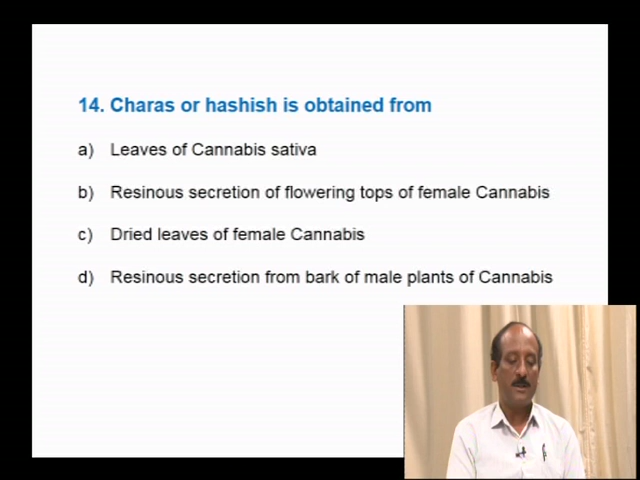 14. Charas or hashish is obtained from
a) Leaves of Cannabis sativa
b) Resinous secretion of flowering tops of female Cannabis
c) Dried leaves of female Cannabis
d) Resinous secretion from bark of male plants of Cannabis